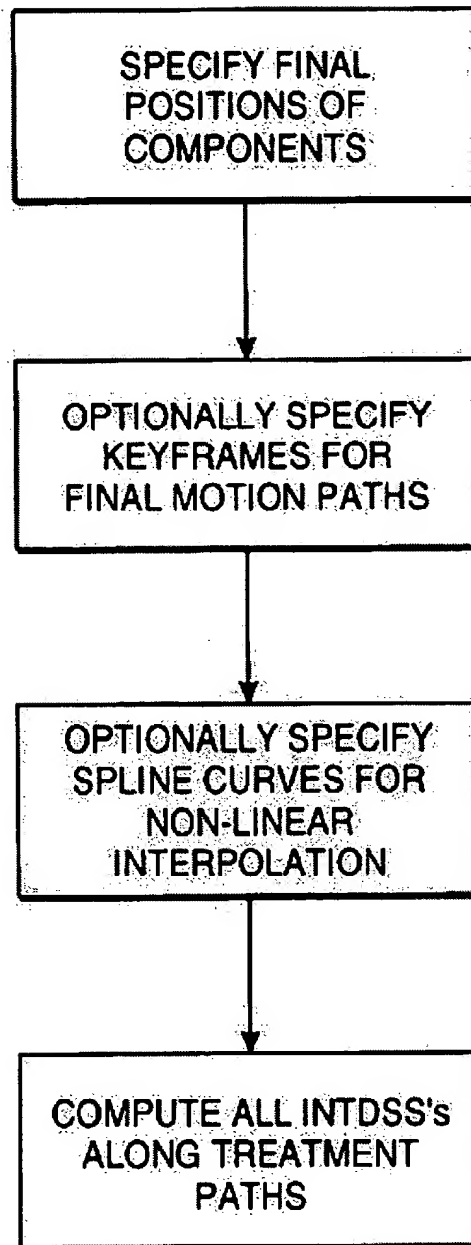 SPECIFY FINAL
POSITIONS OF
COMPONENTS
OPTIONALLY SPECIFY
KEYFRAMES FOR
FINAL MOTION PATHS
OPTIONALLY SPECIFY
SPLINE CURVES FOR
NON-LINEAR
INTERPOLATION
COMPUTE ALL INTDSS's
ALONG TREATMENT
PATHS